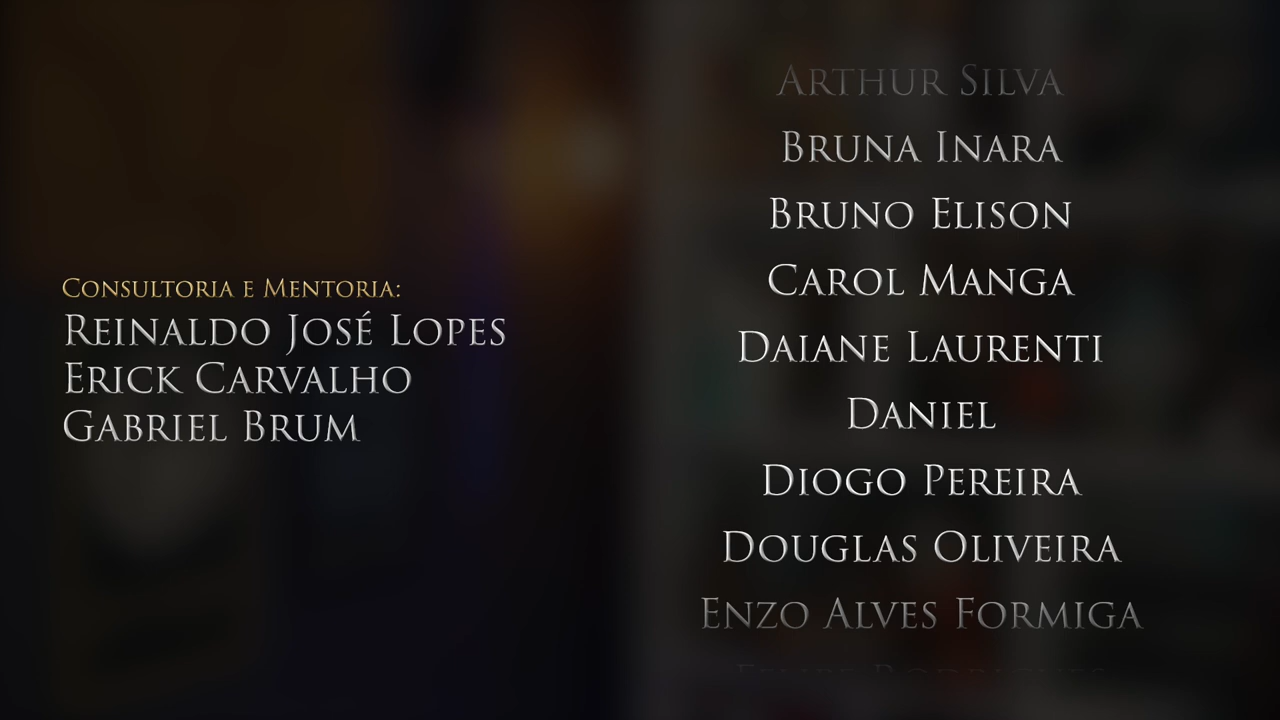 Consultoria e Mentoria:
Reinaldo José Lopes
Erick Carvalho
Gabriel Brum
Arthur Silva
Bruna Inara
Bruno Elison
Carol Manga
Daiane Laurenti
Daniel
Diogo Pereira
Douglas Oliveira
Enzo Alves Formiga